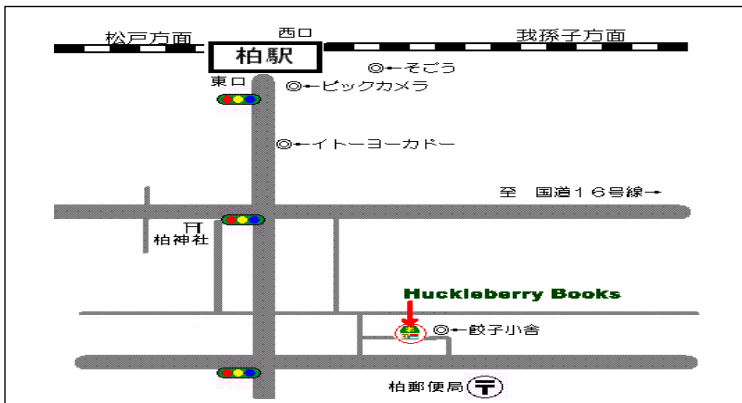 西口
松戸方面
我孫子方面
柏駅
◎←そごう
東口
◎←ビックカメラ
◎←イトーヨーカドー
至 国道16号線→
柏神社
Huckleberry Books
◎←餃子小舎
柏郵便局〒